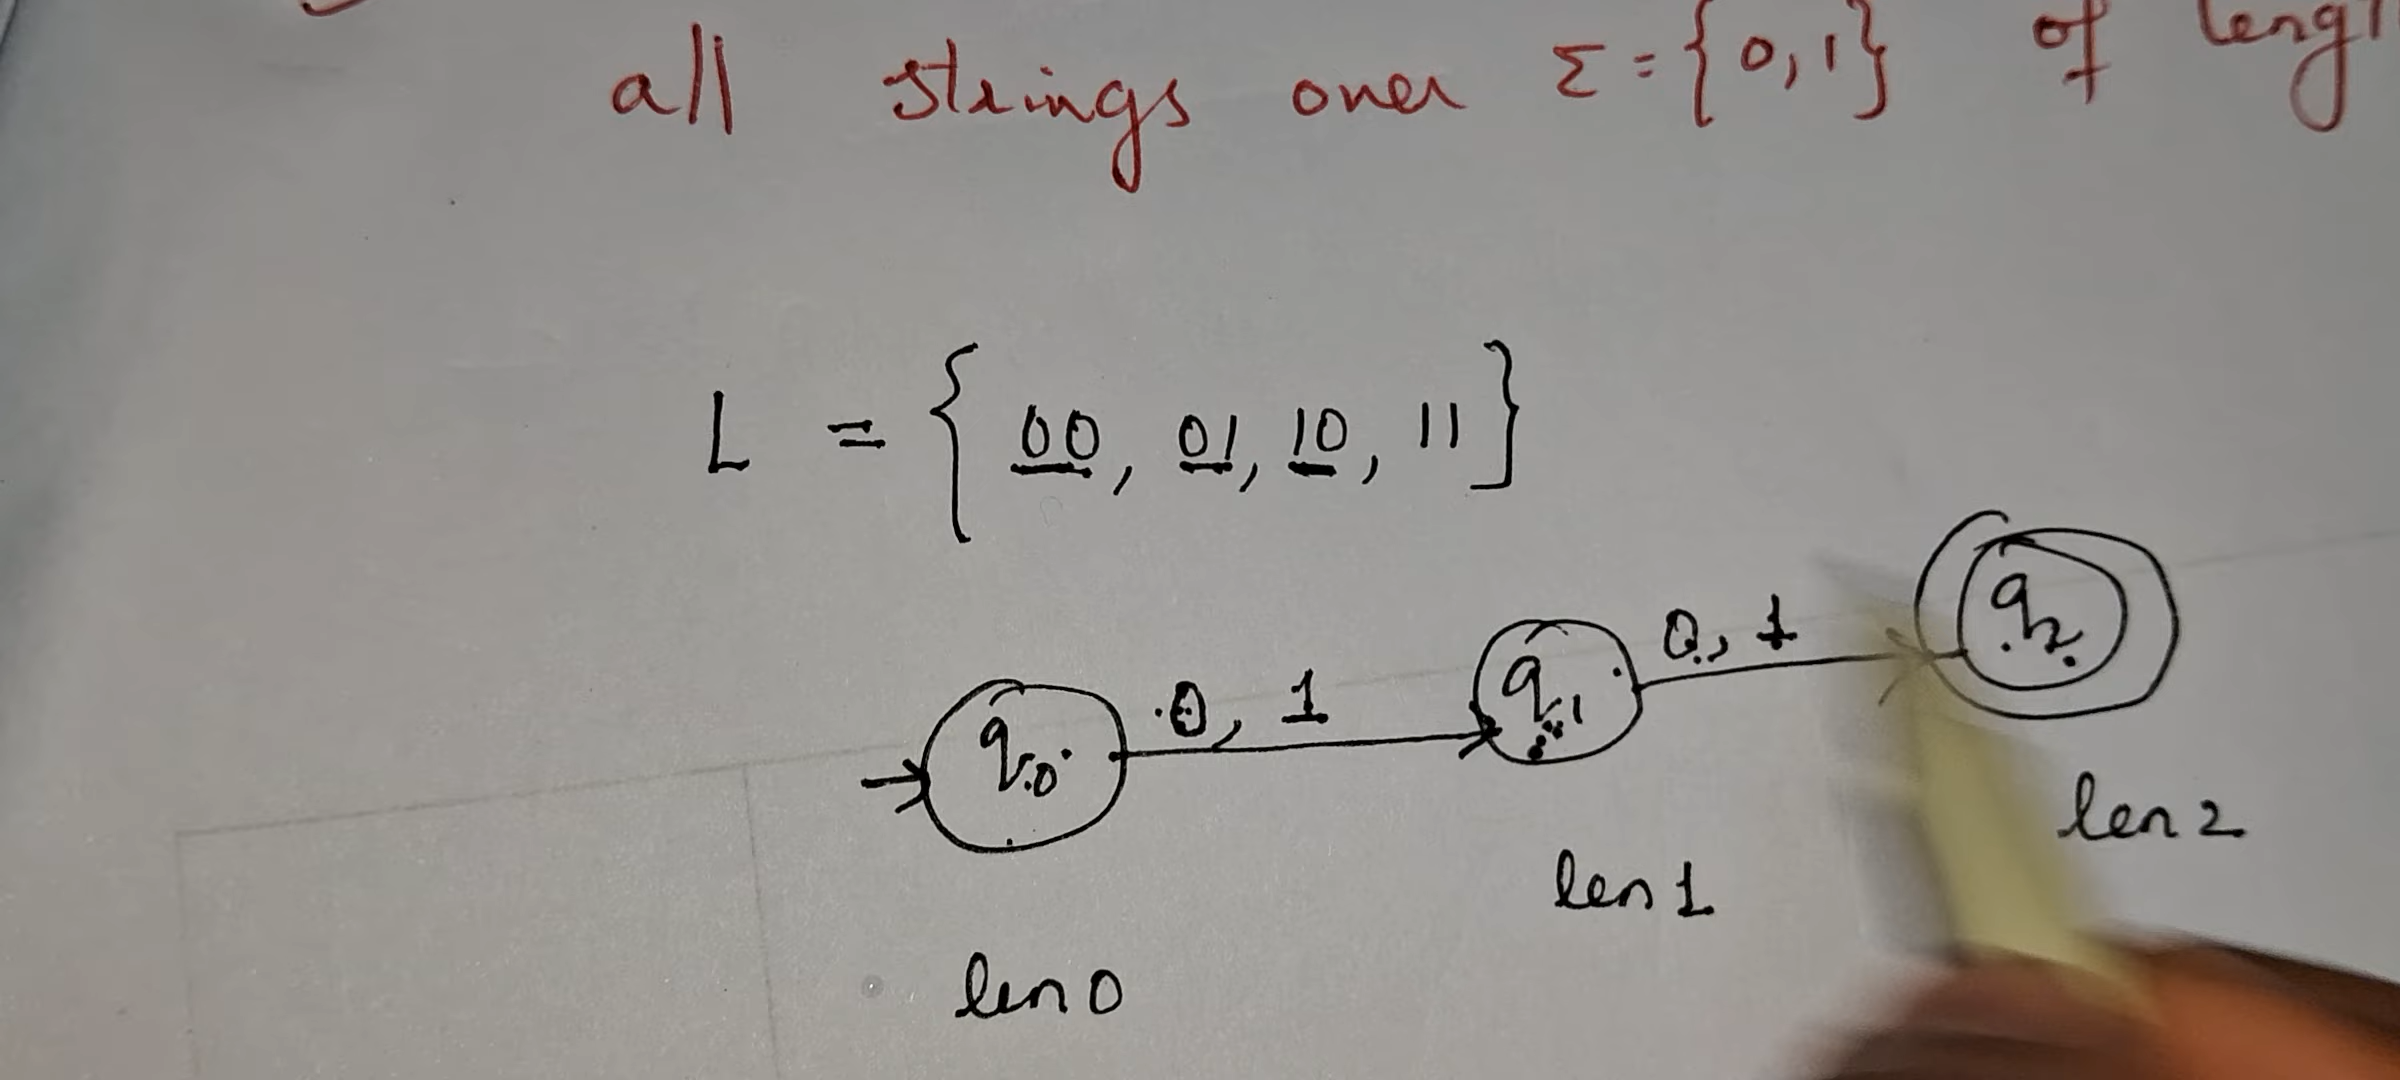 all strings over Σ = {0,1} of
L = { 00, 01, 10, 11 }
q2
0, 1
q1
0, 1
q0
len 2
len 1
len 0